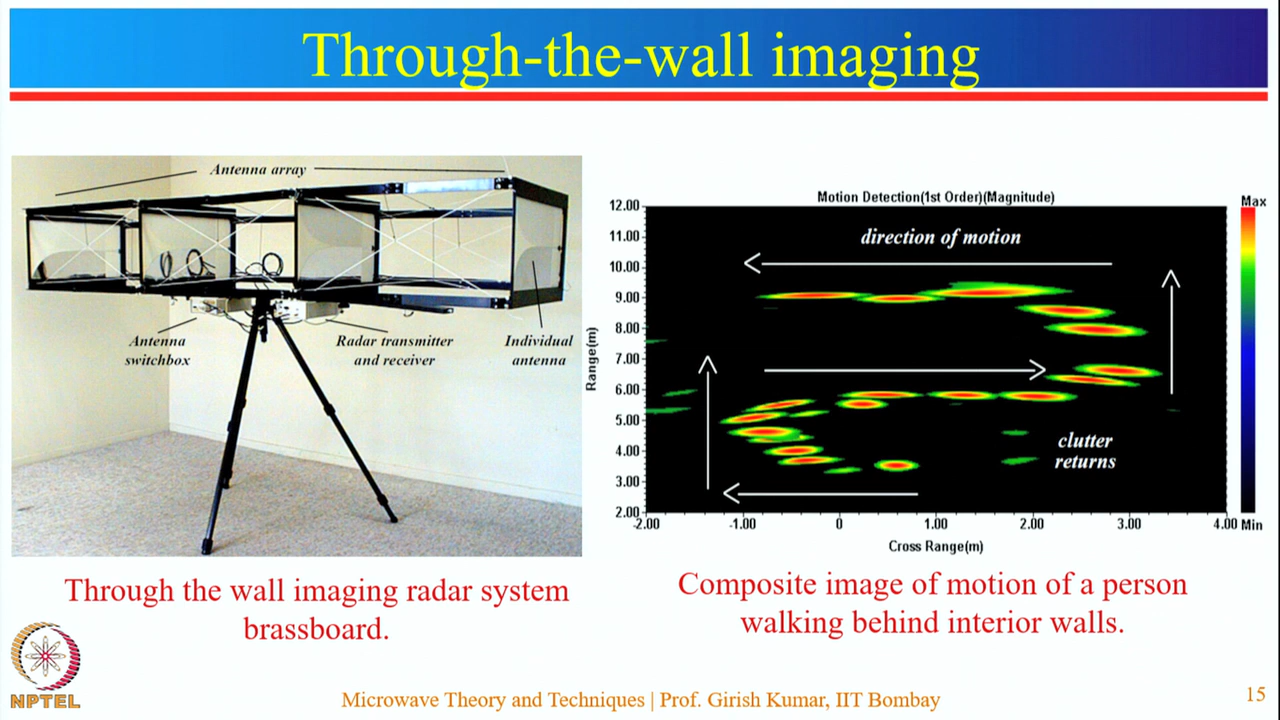 Through-the-wall imaging
Antenna array
Antenna
switchbox
Radar transmitter
and receiver
Individual
antenna
Motion Detection(1st Order)(Magnitude)
Max
12.00
11.00
10.00
9.00
8.00
7.00
6.00
5.00
4.00
3.00
2.00
Range(m)
direction of motion
clutter
returns
-2.00
-1.00
0
1.00
2.00
3.00
4.00
Min
Cross Range(m)
Through the wall imaging radar system
brassboard.
Composite image of motion of a person
walking behind interior walls.
NPTEL
Microwave Theory and Techniques | Prof. Girish Kumar, IIT Bombay
15